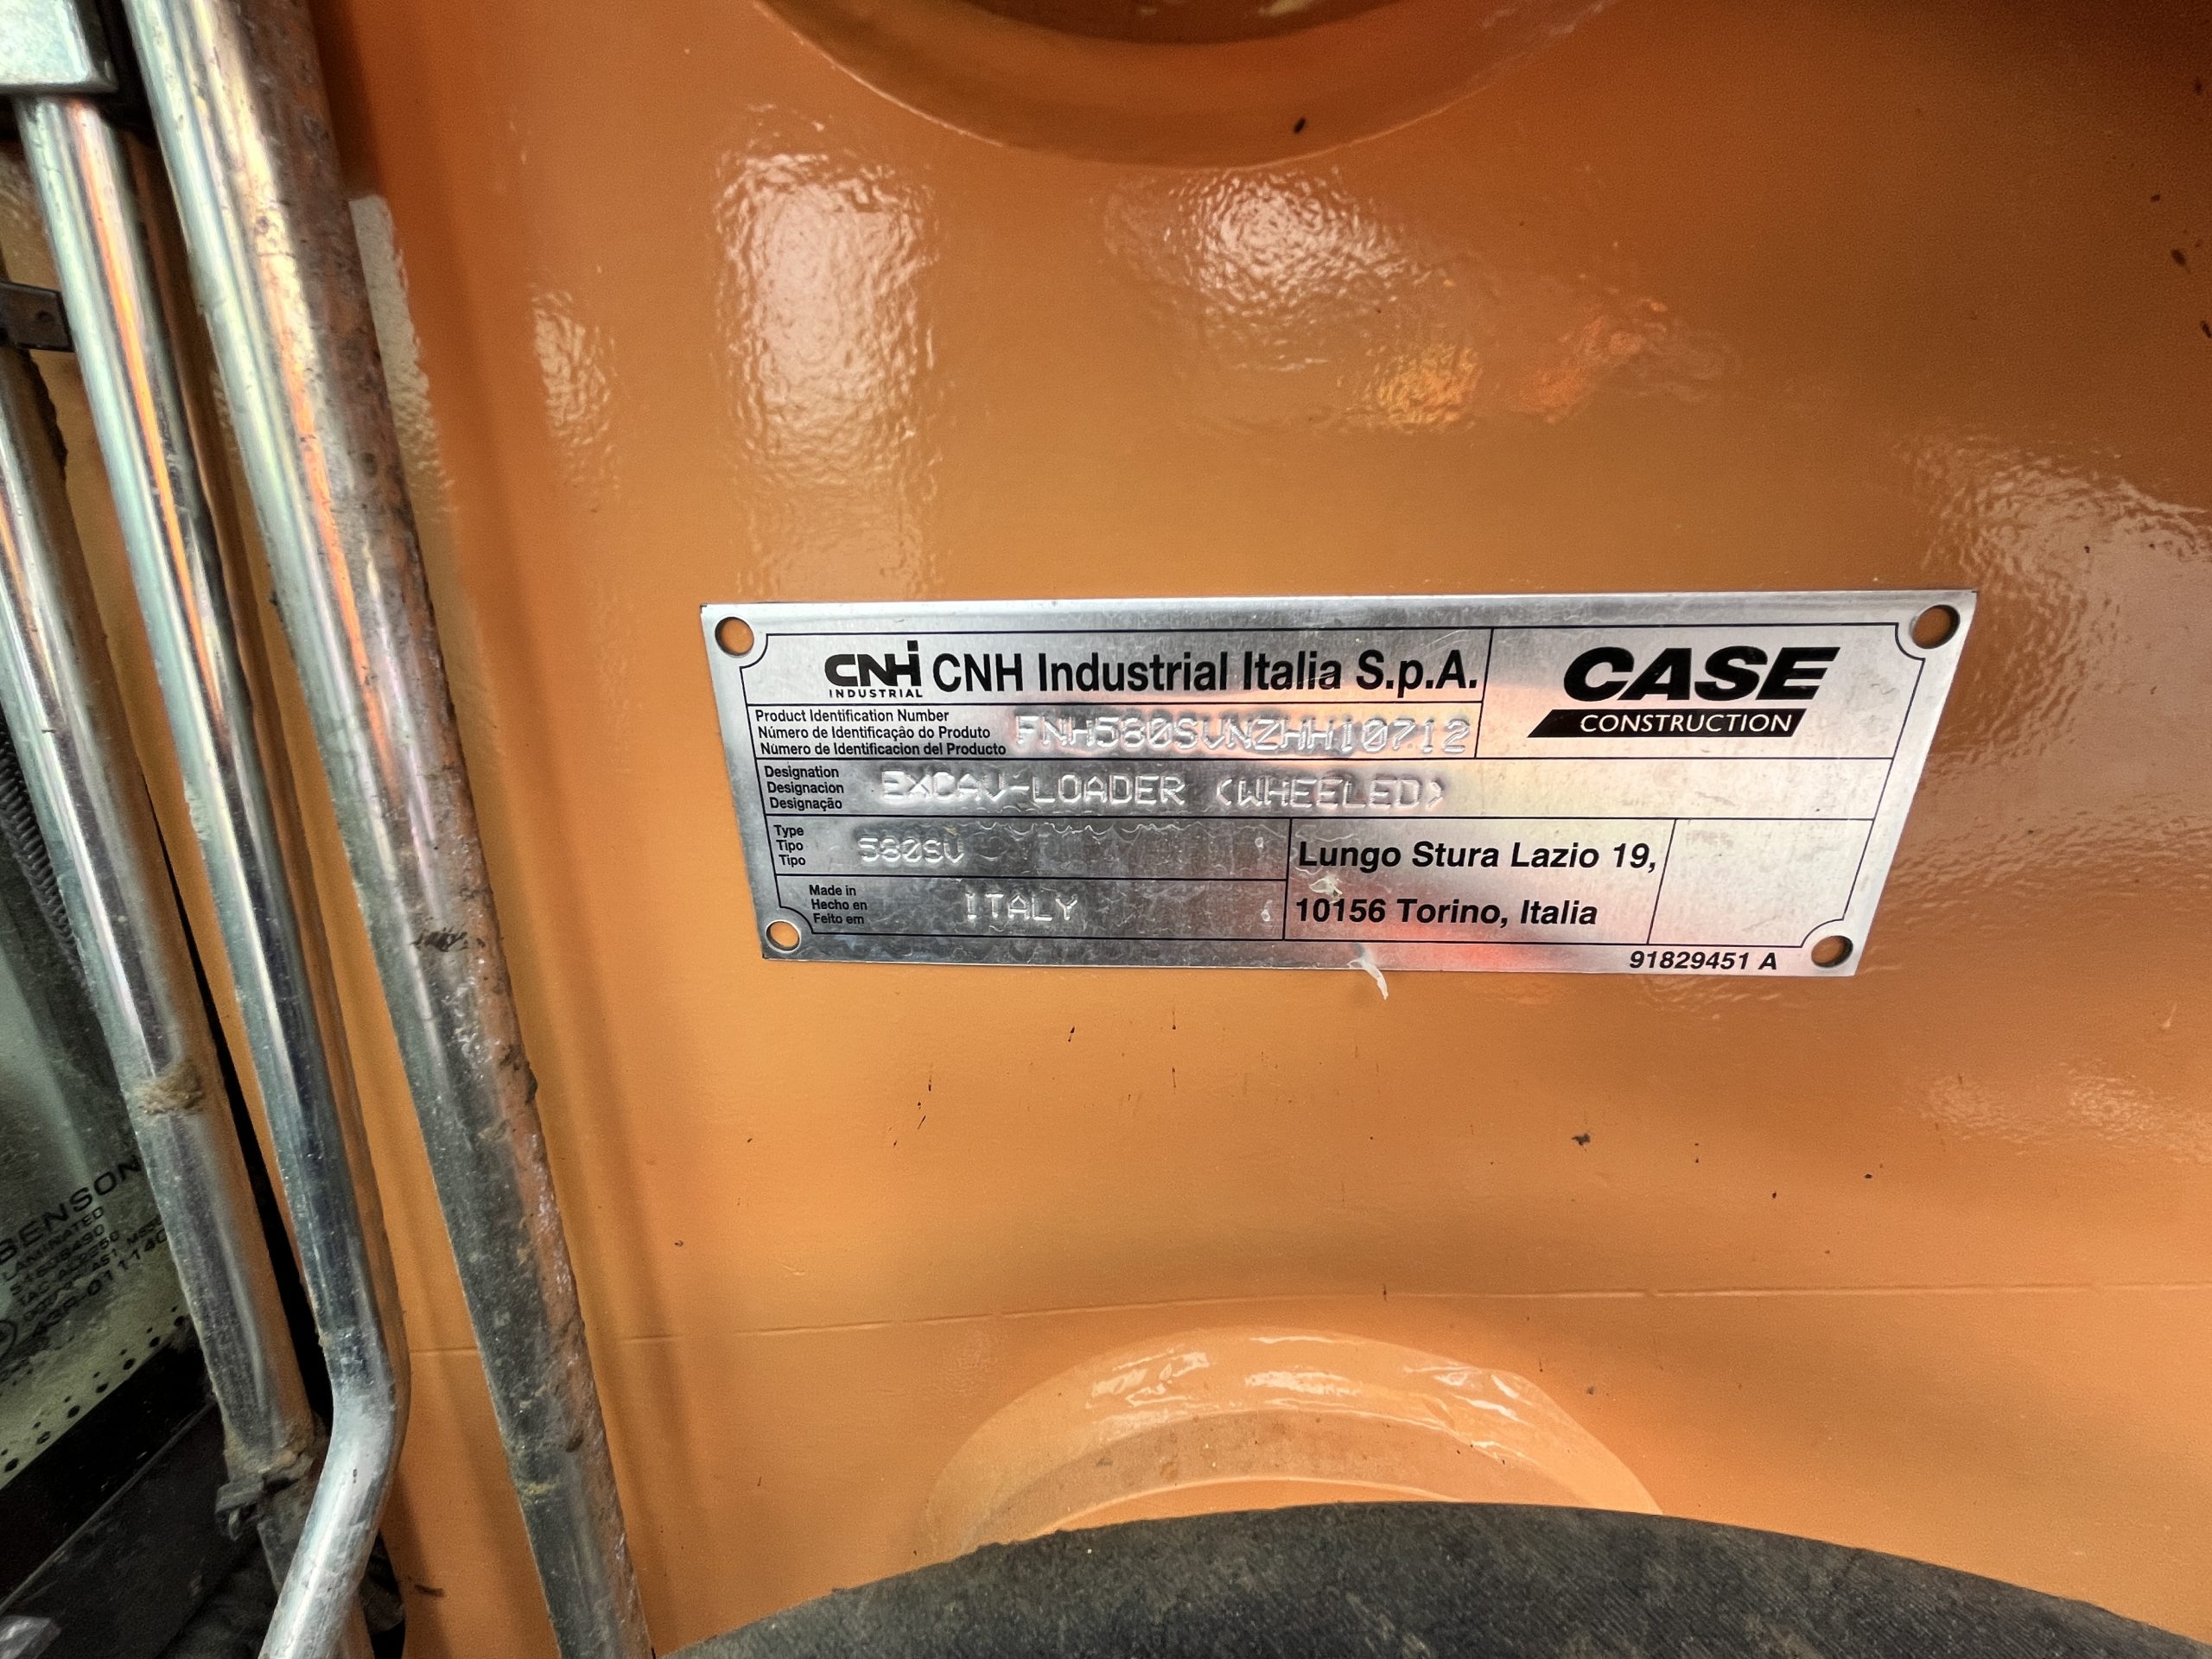 CNH INDUSTRIAL CNH Industrial Italia S.p.A.
CASE
CONSTRUCTION
Product Identification Number
Número de Identificação do Produto
Número de Identificacion del Producto
FNH580SVNZHH10712
Designation
Designacion
Designação
EXCAV-LOADER (WHEELED)
Type
Tipo
Tipo
580SV
Made in
Hecho en
Feito em
ITALY
Lungo Stura Lazio 19,
10156 Torino, Italia
91829451 A
BENSON
LAMINATED